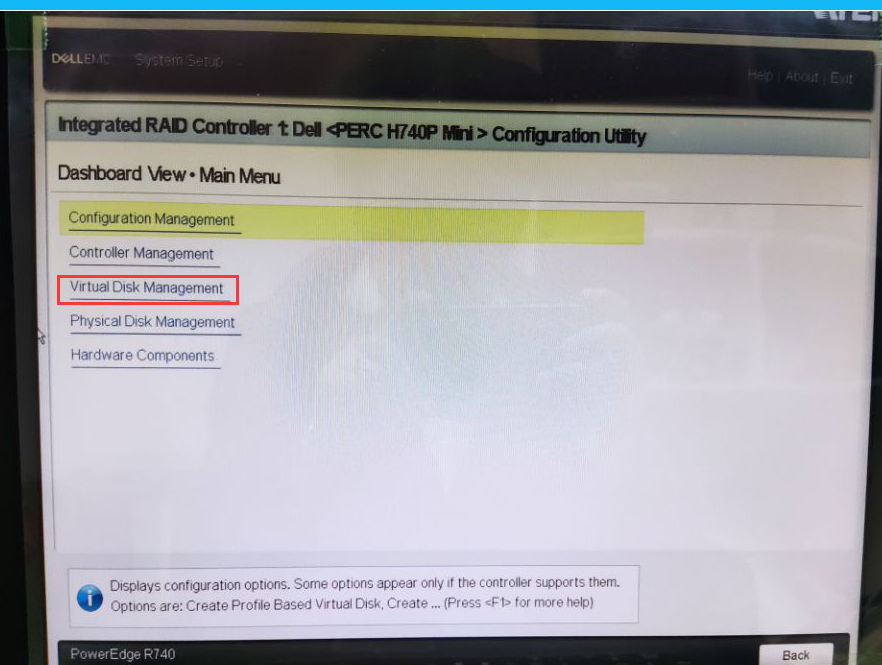 DELLEMC System Setup
Help | About | Exit
Integrated RAID Controller 1: Dell <PERC H740P Mini > Configuration Utility
Dashboard View • Main Menu
Configuration Management
Controller Management
Virtual Disk Management
Physical Disk Management
Hardware Components
Displays configuration options. Some options appear only if the controller supports them.
Options are: Create Profile Based Virtual Disk, Create ... (Press <F1> for more help)
PowerEdge R740
Back